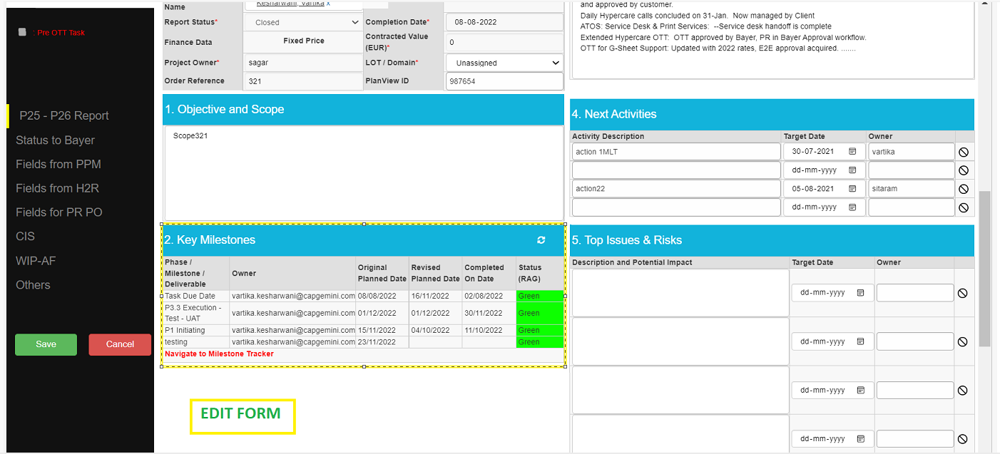 : Pre OTT Task
P25 - P26 Report
Status to Bayer
Fields from PPM
Fields from H2R
Fields for PR PO
CIS
WIP-AF
Others
Save
Cancel
Name
Kesharwani, Vartika x
Report Status*
Closed
Completion Date*
08-08-2022
Finance Data
Fixed Price
Contracted Value
(EUR)*
0
Project Owner*
sagar
LOT / Domain*
Unassigned
Order Reference
321
PlanView ID
987654
1. Objective and Scope
Scope321
2. Key Milestones
Phase /
Milestone /
Deliverable
Owner
Original
Planned Date
Revised
Planned Date
Completed
On Date
Status
(RAG)
Task Due Date vartika.kesharwani@capgemini.com 08/08/2022 16/11/2022 02/08/2022 Green
P3.3 Execution -
Test - UAT
vartika.kesharwani@capgemini.com 01/12/2022 01/12/2022 30/11/2022 Green
P1 Initiating vartika.kesharwani@capgemini.com 15/11/2022 04/10/2022 11/10/2022 Green
testing vartika.kesharwani@capgemini.com 23/11/2022 Green
Navigate to Milestone Tracker
EDIT FORM
and approved by customer.
Daily Hypercare calls concluded on 31-Jan. Now managed by Client
ATOS: Service Desk & Print Services: --Service desk handoff is complete
Extended Hypercare OTT: OTT approved by Bayer, PR in Bayer Approval workflow.
OTT for G-Sheet Support: Updated with 2022 rates, E2E approval acquired. .......
4. Next Activities
Activity Description Target Date Owner
action 1MLT 30-07-2021 vartika
dd-mm-yyyy
action22 05-08-2021 sitaram
dd-mm-yyyy
5. Top Issues & Risks
Description and Potential Impact Target Date Owner
dd-mm-yyyy
dd-mm-yyyy
dd-mm-yyyy
dd-mm-yyyy